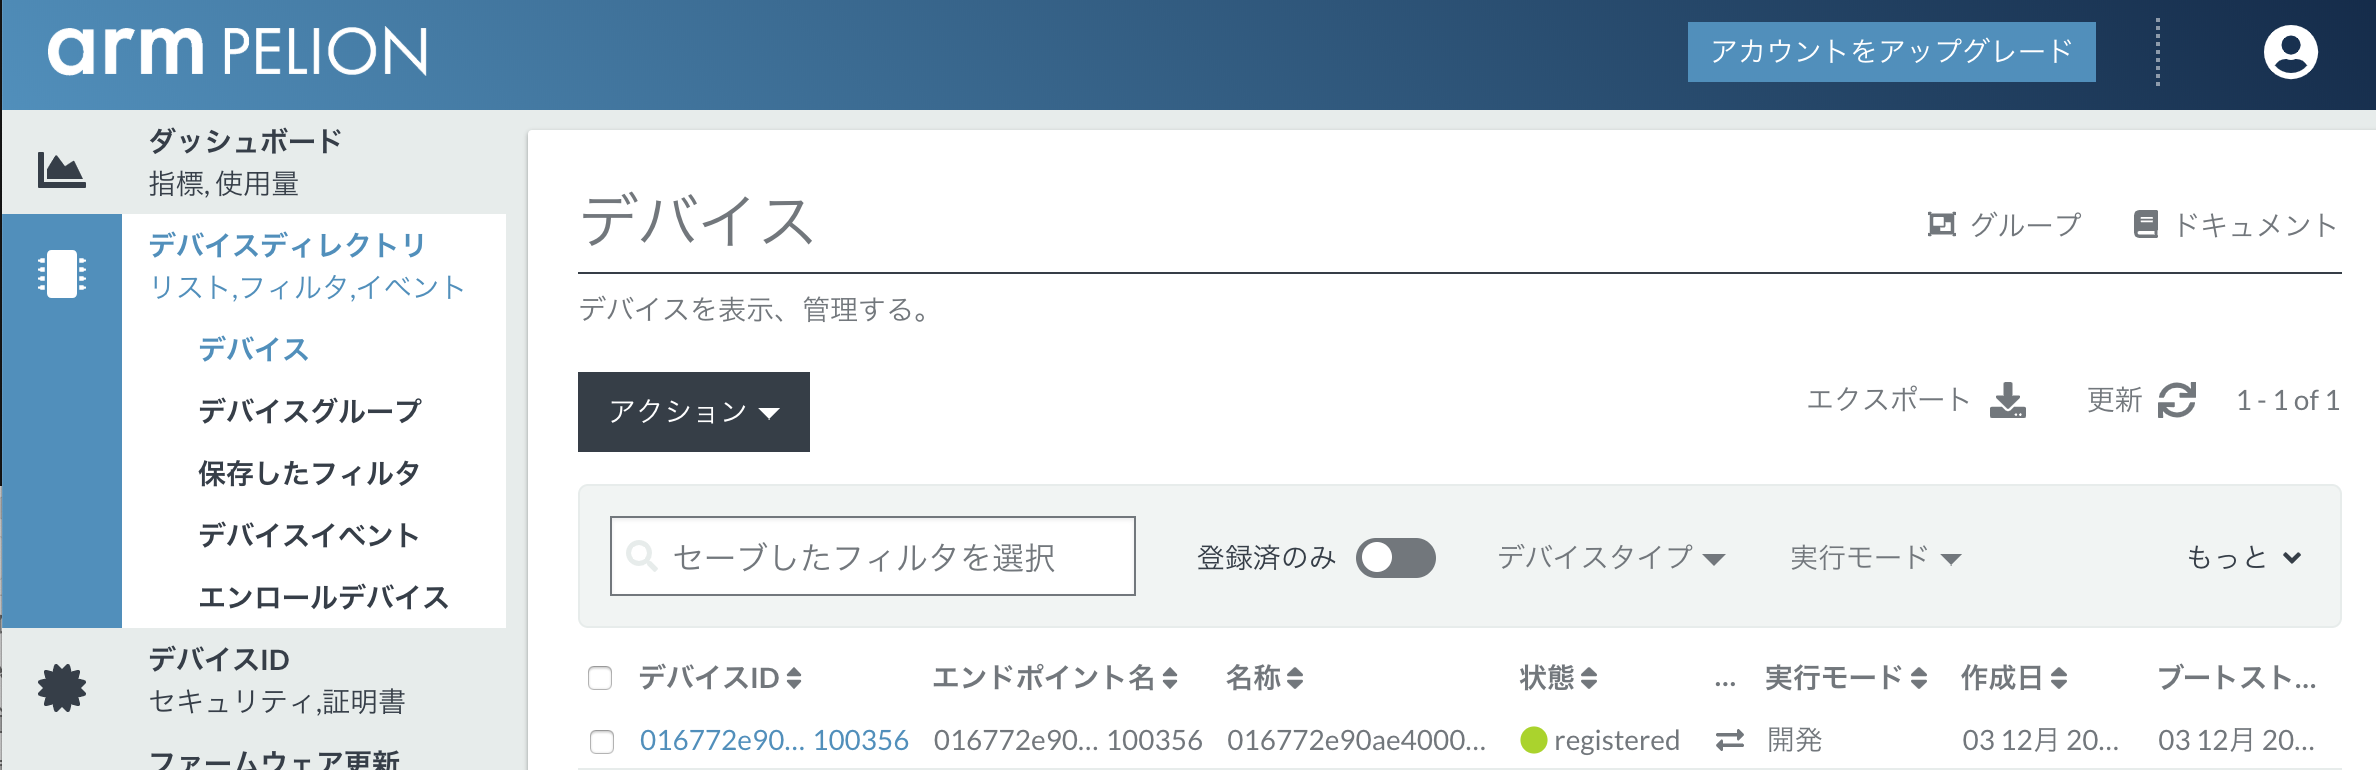 arm PELION
アカウントをアップグレード
ダッシュボード
指標, 使用量
デバイスディレクトリ
リスト,フィルタ,イベント
デバイス
デバイスグループ
保存したフィルタ
デバイスイベント
エンロールデバイス
デバイスID
セキュリティ,証明書
ファームウェア更新
デバイス
グループ
ドキュメント
デバイスを表示、管理する。
アクション
エクスポート
更新
1 - 1 of 1
セーブしたフィルタを選択
登録済のみ
デバイスタイプ
実行モード
もっと
デバイスID エンドポイント名 名称 状態 ... 実行モード 作成日 ブートスト...
016772e90... 100356 016772e90... 100356 016772e90ae4000... registered 開発 03 12月 20... 03 12月 20...